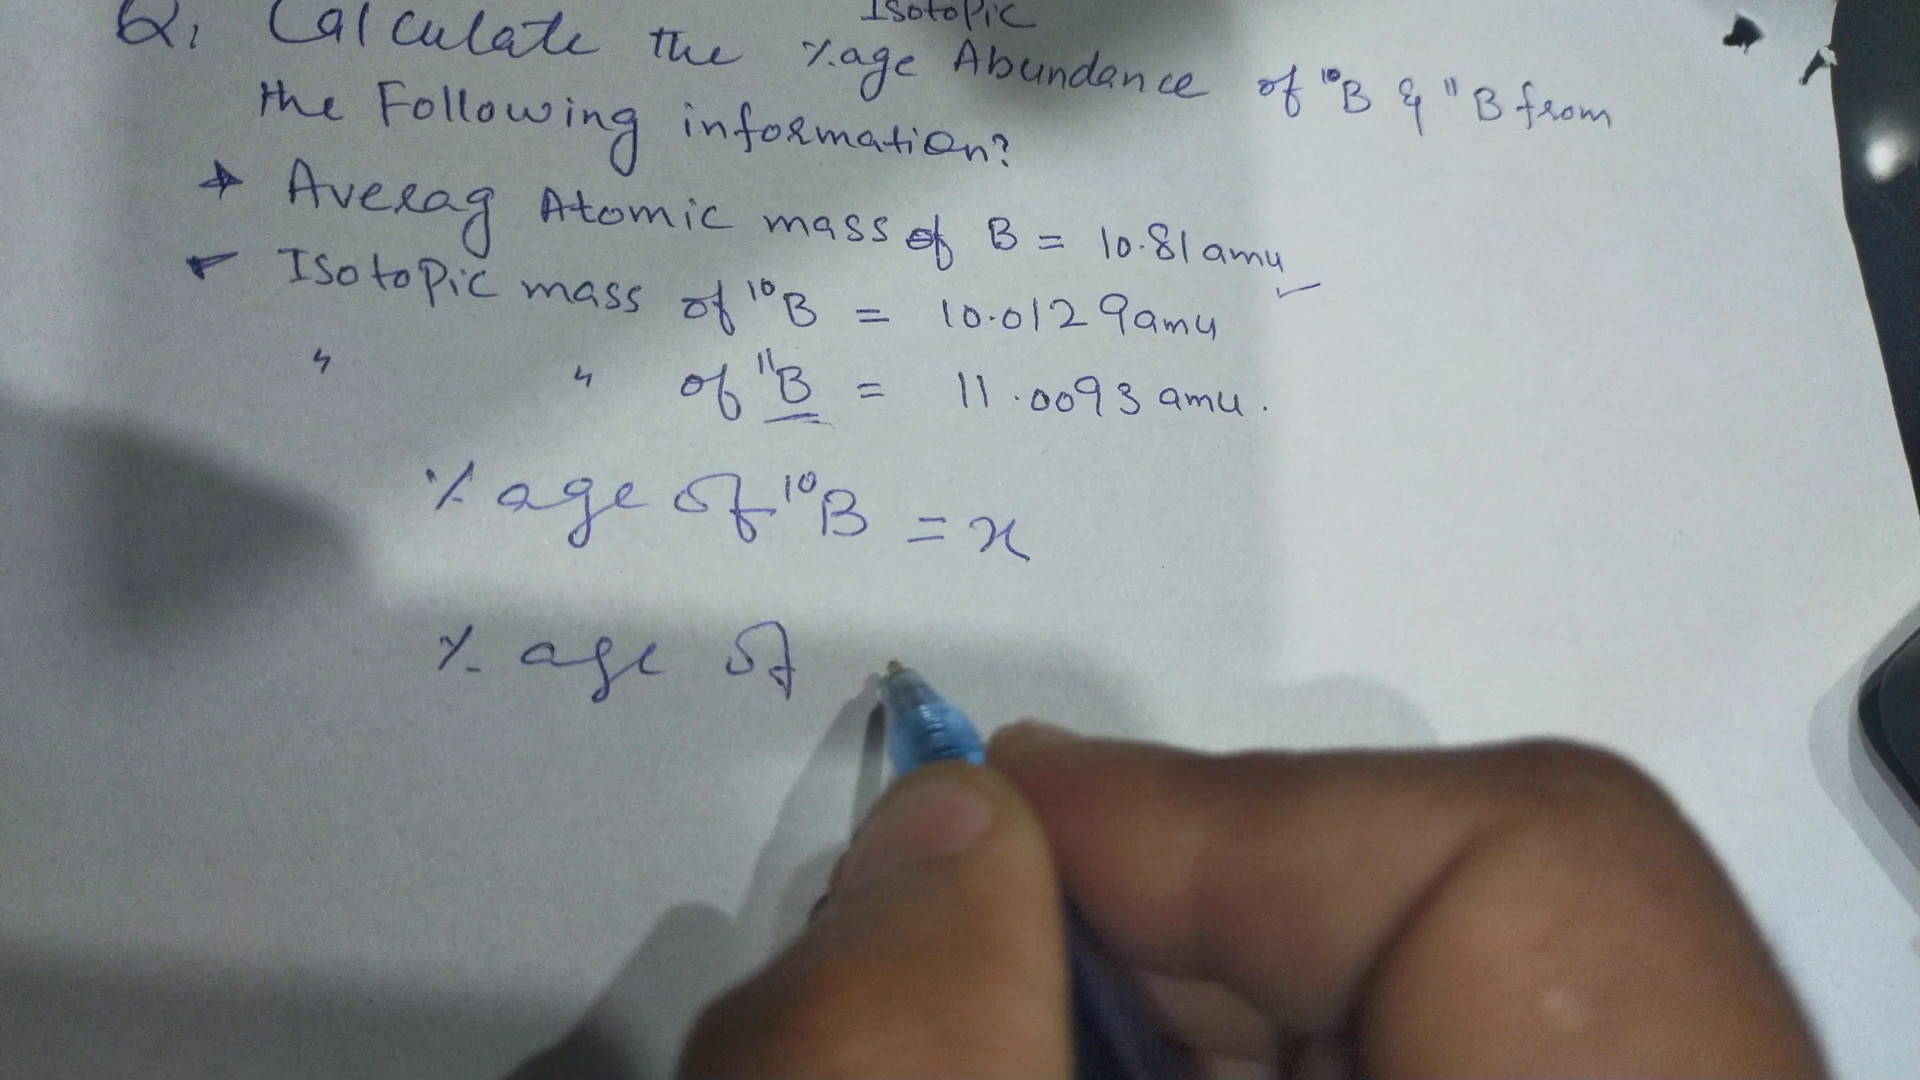 Q. Calculate the %age Isotopic Abundance of ¹⁰B & ¹¹B from
the Following information?
Averag Atomic mass of B = 10.81 amu
Isotopic mass of ¹⁰B = 10.0129 amu
" " of ¹¹B = 11.0093 amu.
% age of ¹⁰B = x
% age of